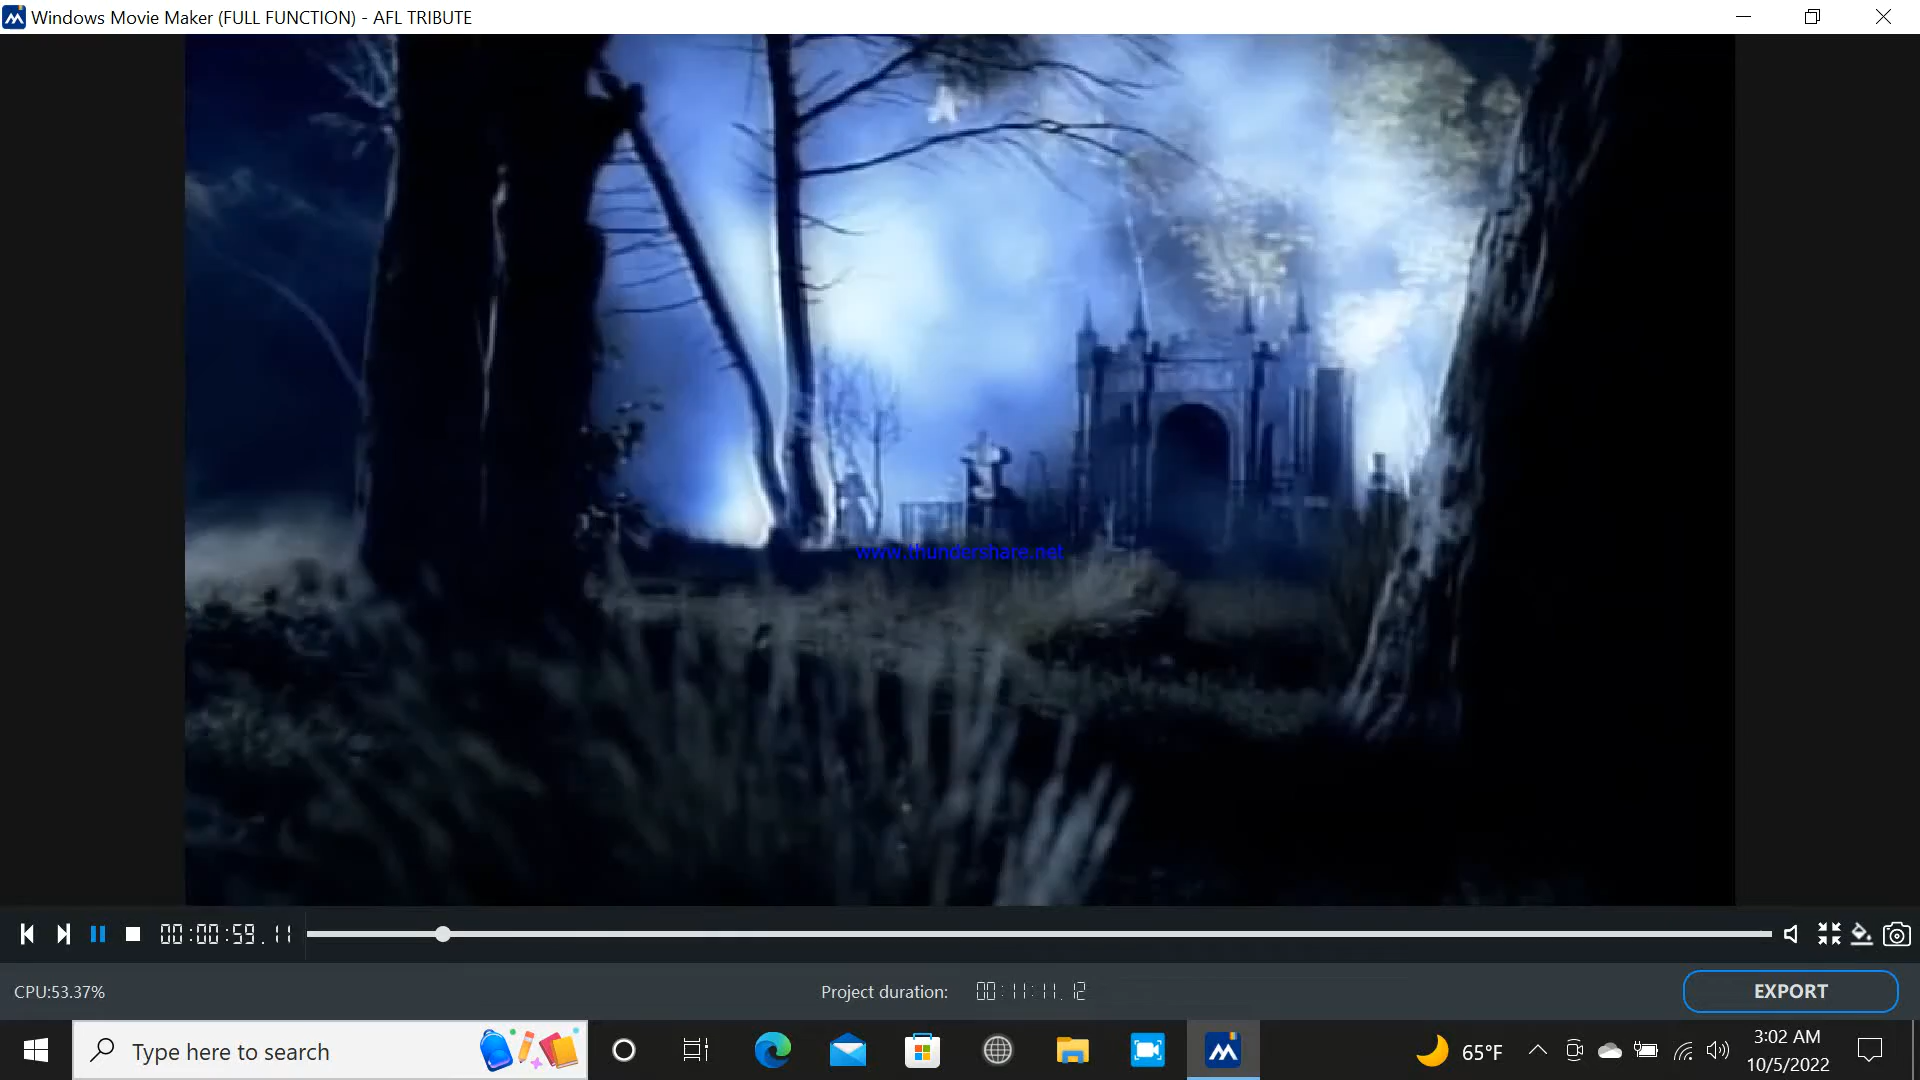 Windows Movie Maker (FULL FUNCTION) - AFL TRIBUTE
www.thundershare.net
00:00:59.11
CPU:53.37%
Project duration: 00:11:11.12
EXPORT
Type here to search
65°F
3:02 AM
10/5/2022